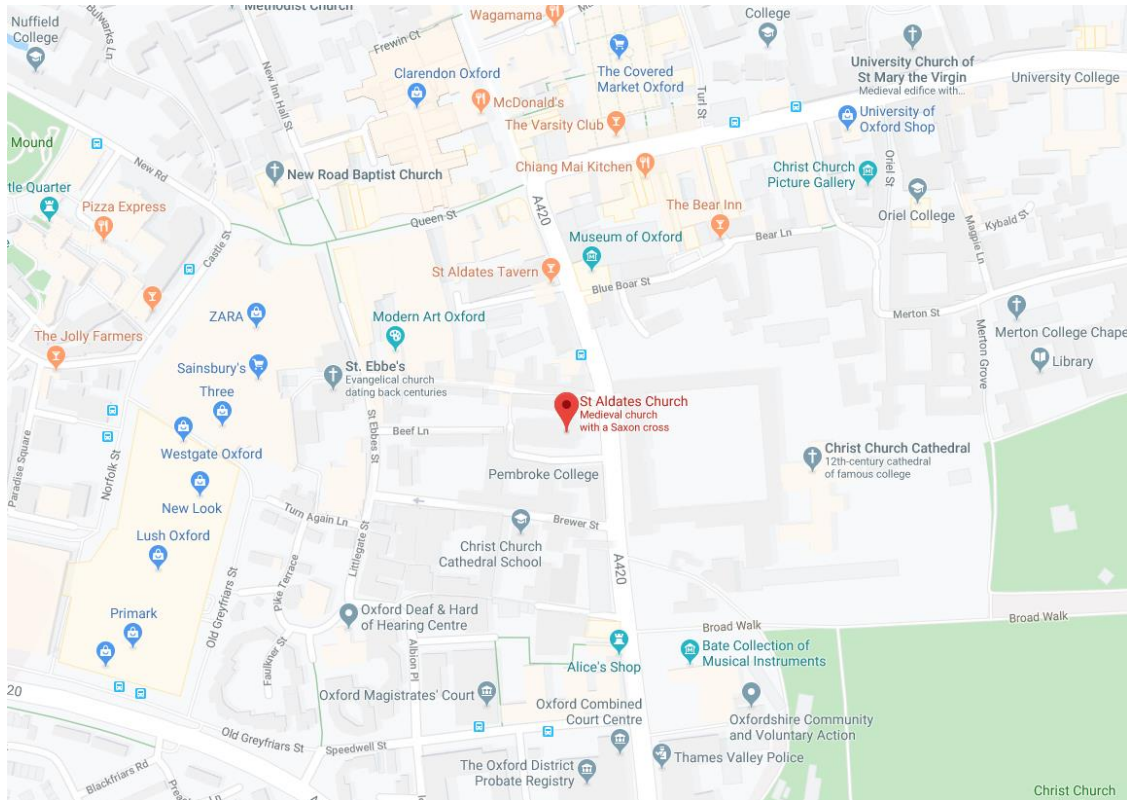 Methodist Church
Nuffield
College
Bulwarks Ln
Wagamama
Frewin Ct
College
University Church of
St Mary the Virgin
Medieval edifice with...
University College
Clarendon Oxford
The Covered
Market Oxford
McDonald's
Turl St
New Inn Hall St
The Varsity Club
University of
Oxford Shop
Mound
New Rd
Chiang Mai Kitchen
Christ Church
Picture Gallery
Oriel St
New Road Baptist Church
tle Quarter
Pizza Express
Queen St
A420
The Bear Inn
Oriel College
Kybald St
Castle St
Museum of Oxford
Bear Ln
Magpie Ln
St Aldates Tavern
Blue Boar St
ZARA
Modern Art Oxford
Merton St
The Jolly Farmers
Merton College Chape
Sainsbury's
St. Ebbe's
Evangelical church
dating back centuries
Merton Grove
Library
Three
St Aldates Church
Medieval church
with a Saxon cross
Beef Ln
St Ebbes St
Paradise Square
Norfolk St
Westgate Oxford
Christ Church Cathedral
12th-century cathedral
of famous college
Pembroke College
New Look
Turn Again Ln
Brewer St
Lush Oxford
Littlegate St
Christ Church
Cathedral School
A420
Pike Terrace
Old Greyfriars St
Primark
Oxford Deaf & Hard
of Hearing Centre
Broad Walk
Broad Walk
Faulkner St
Albion Pl
Alice's Shop
Bate Collection of
Musical Instruments
20
Oxford Magistrates' Court
Oxford Combined
Court Centre
Oxfordshire Community
and Voluntary Action
Old Greyfriars St
Speedwell St
Thames Valley Police
Blackfriars Rd
The Oxford District
Probate Registry
Christ Church